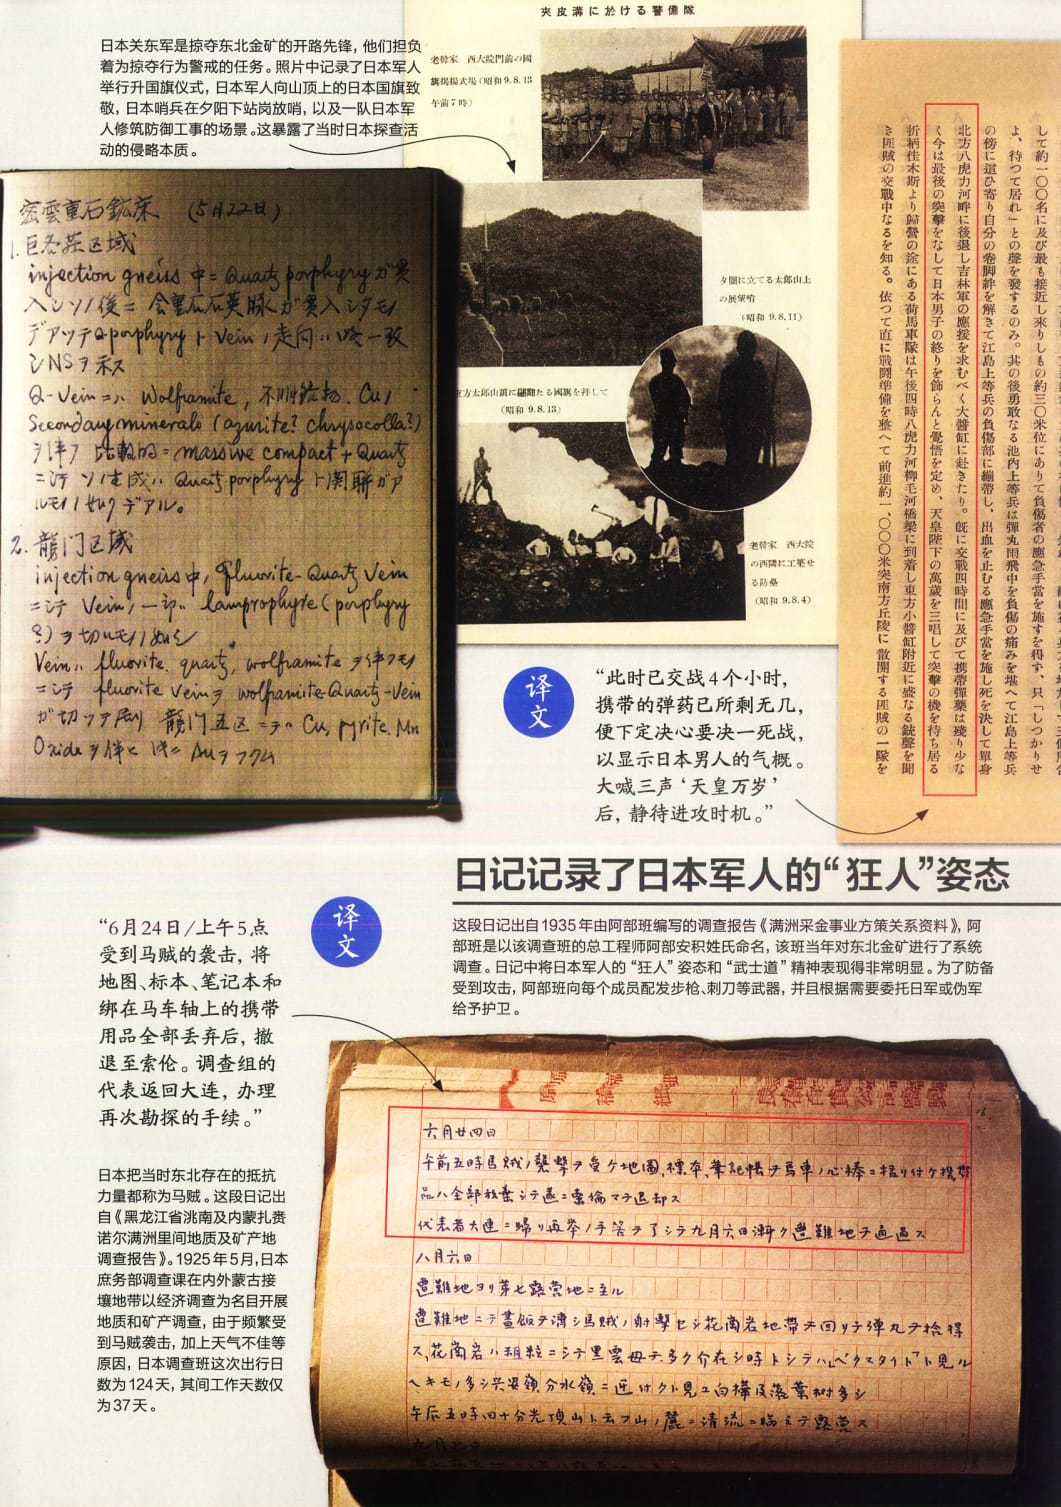 夹皮溝に於ける警備隊
日本关东军是掠夺东北金矿的开路先锋，他们担负
着为掠夺行为警戒的任务。照片中记录了日本军人
举行升国旗仪式，日本军人向山顶上的日本国旗致
敬，日本哨兵在夕阳下站岗放哨，以及一队日本军
人修筑防御工事的场景。这暴露了当时日本探查活
动的侵略本质。
老韓家　西大院門前の國
旗揭揚式場(昭和9.8.13
午前7時)
夕闇に立てる太郎山上
の展望哨
(昭和 9.8.11)
方太郎山頂に翩翻たる國旗を拜して
(昭和 9.8.13)
老韓家　西大院
の西隣に工築せ
る防壘
(昭和 9.8.4)
して約一〇〇名に及び最も接近し來りしもの約三〇米位にありて負傷者の應急手當を施すを得ず、只「しつかりせ
よ、待つて居れ」との聲を發するのみ。其の後勇敢なる池內上等兵は彈丸雨飛中を負傷の痛みを堪へて江島上等兵
の傍に這ひ寄り自分の卷脚絆を解きて江島上等兵の負傷部に繃帶し、出血を止むる應急手當を施し死を決して單身
北方八虎力河畔に後退し吉林軍の應援を求むべく大醬缸に赴きたり。旣に交戰四時間に及びて携帶彈藥は殘り少な
く今は最後の突擊をなして日本男子の終りを飾らんと覺悟を定め、天皇陛下の萬歲を三唱して突擊の機を待ち居る
折柄佳木斯より歸營の途にある荷馬車隊は午後四時八虎力河柳毛河橋梁に到着し東方小醬缸附近に盛なる銃聲を聞
き匪賊の交戰中なるを知る。依つて直に戰鬪準備を整へて前進約一、〇〇〇米突南方丘陵に散開する匪賊の一隊を
密雲重石鉱床　(5月22日)
1. 巨各莊区域
injection gneiss 中ニ Quartz porphyry ガ貫
入シソノ後ニ 含重石石英脈ガ貫入シタモノ
デアッテ Q-porphyry ト Vein ノ走向ハ略一致
シ NS ヲ示ス
Q-Vein ニハ Wolframite, 不明鉱物, Cu ノ
Secondary minerals (azurite? chrysocolla?)
ヲ伴フ 比較的ニ massive compact + Quartz
ニシテ ソノ生成ハ Quartz porphyry ト関聯ガア
ルモノ如クデアル。
2. 龍門区域
injection gneiss 中ノ fluorite-Quartz Vein
ニシテ Vein ノ一部ハ lamprophyre (porphyry
?) ヲ切ルモノノ如シ
Vein ハ fluorite, quartz, wolframite ヲ伴フモノ
ニシテ fluorite Vein ヲ wolframite-Quartz-Vein
ガ切ツテ居ル
Cu, pyrite, Mn
Oxide ヲ伴ヒ
Au ヲフクム
译
文
“此时已交战4个小时，
携带的弹药已所剩无几，
便下定决心要决一死战，
以显示日本男人的气概。
大喊三声‘天皇万岁’
后，静待进攻时机。”
日记记录了日本军人的“狂人”姿态
这段日记出自1935年由阿部班编写的调查报告《满洲采金事业方策关系资料》，阿
部班是以该调查班的总工程师阿部安积姓氏命名，该班当年对东北金矿进行了系统
调查。日记中将日本军人的“狂人”姿态和“武士道”精神表现得非常明显。为了防备
受到攻击，阿部班向每个成员配发步枪、刺刀等武器，并且根据需要委托日军或伪军
给予护卫。
译
文
“6月24日/上午5点
受到马贼的袭击，将
地图、标本、笔记本和
绑在马车轴上的携带
用品全部丢弃后，撤
退至索伦。调查组的
代表返回大连，办理
再次勘探的手续。”
日本把当时东北存在的抵抗
力量都称为马贼。这段日记出
自《黑龙江省洮南及内蒙扎赉
诺尔满洲里间地质及矿产地
调查报告》。1925年5月，日本
庶务部调查课在内外蒙古接
壤地带以经济调查为名目开展
地质和矿产调查，由于频繁受
到马贼袭击，加上天气不佳等
原因，日本调查班这次出行日
数为124天，其间工作天数仅
为37天。
原稿紙
六月廿四日
午前五時馬賊ノ襲擊ヲ受ケ地圖、標本、筆記帳ヲ馬車ノ心棒ニ括リ付ケ携帶
品ハ全部抛棄シテ遂ニ索倫マデ退却ス
代表者大連ニ歸リ再挙ノ手筈ヲ了シテ九月六日漸ク遭難地ヲ通過ス
八月六日
遭難地ヨリ第七露営地ニ至ル
遭難地ニテ晝飯ヲ濟シ馬賊ノ射擊セシ花崗岩地帶ヲ回リテ弾丸ヲ拾得
ス、花崗岩ハ粗粒ニシテ黒雲母ヲ多ク介在シ時トシテハ「ペグマタイト」ト見ル
ベキモノ多シ興安嶺分水嶺ニ近付クト見ユ白樺及落葉樹多シ
午后五時四十分光頂山ト云フ山ノ麓ニ清流ニ臨ミテ露営ス